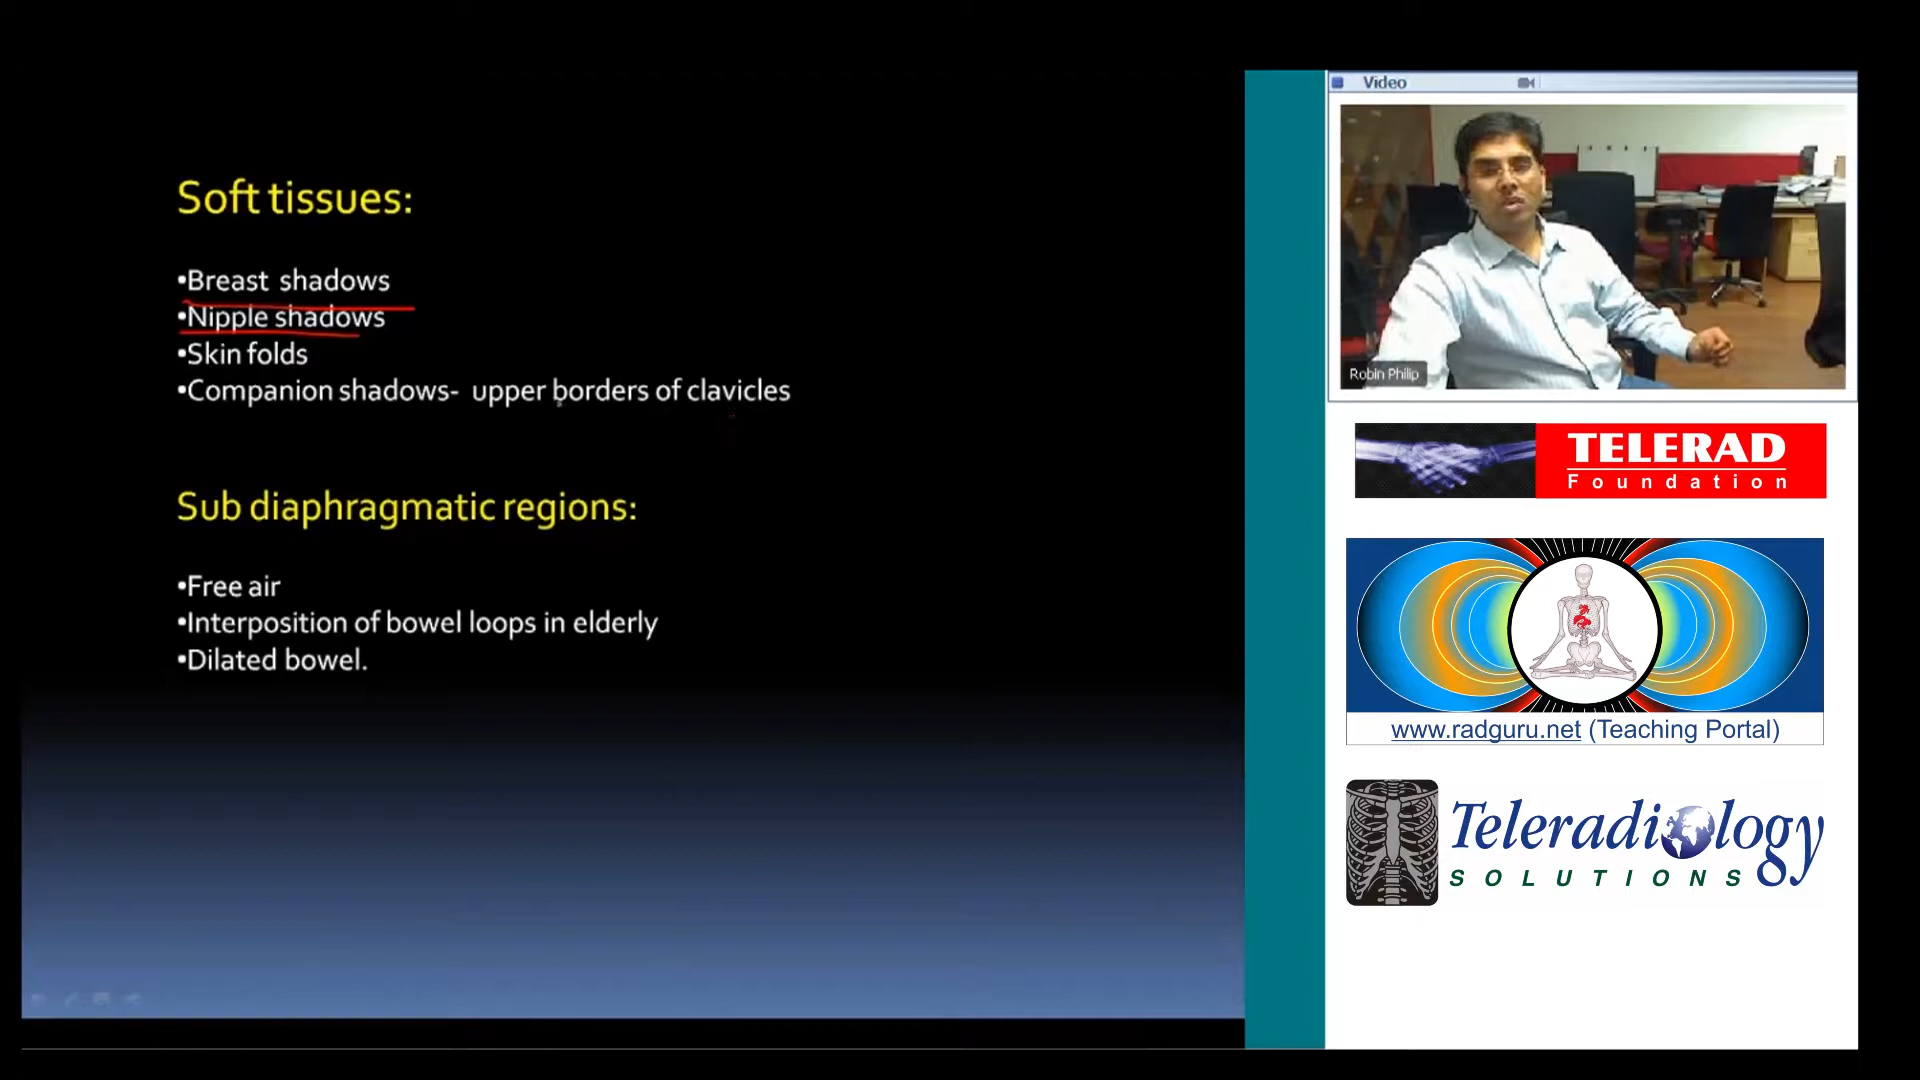 Soft tissues:
•Breast shadows
•Nipple shadows
•Skin folds
•Companion shadows- upper borders of clavicles
Sub diaphragmatic regions:
•Free air
•Interposition of bowel loops in elderly
•Dilated bowel.
Video
Robin Philip
TELERAD
Foundation
www.radguru.net (Teaching Portal)
Teleradiology
SOLUTIONS